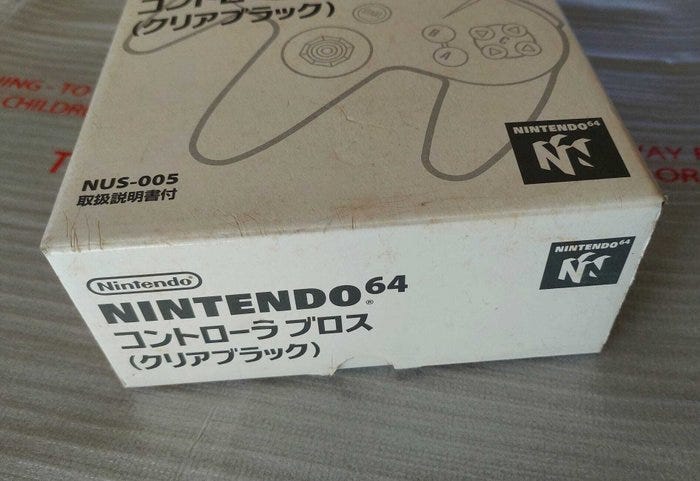 (クリアブラック)
B
A
C
NINTENDO64
NUS-005
取扱説明書付
Nintendo
NINTENDO64®
コントローラ ブロス
(クリアブラック)
NINTENDO64